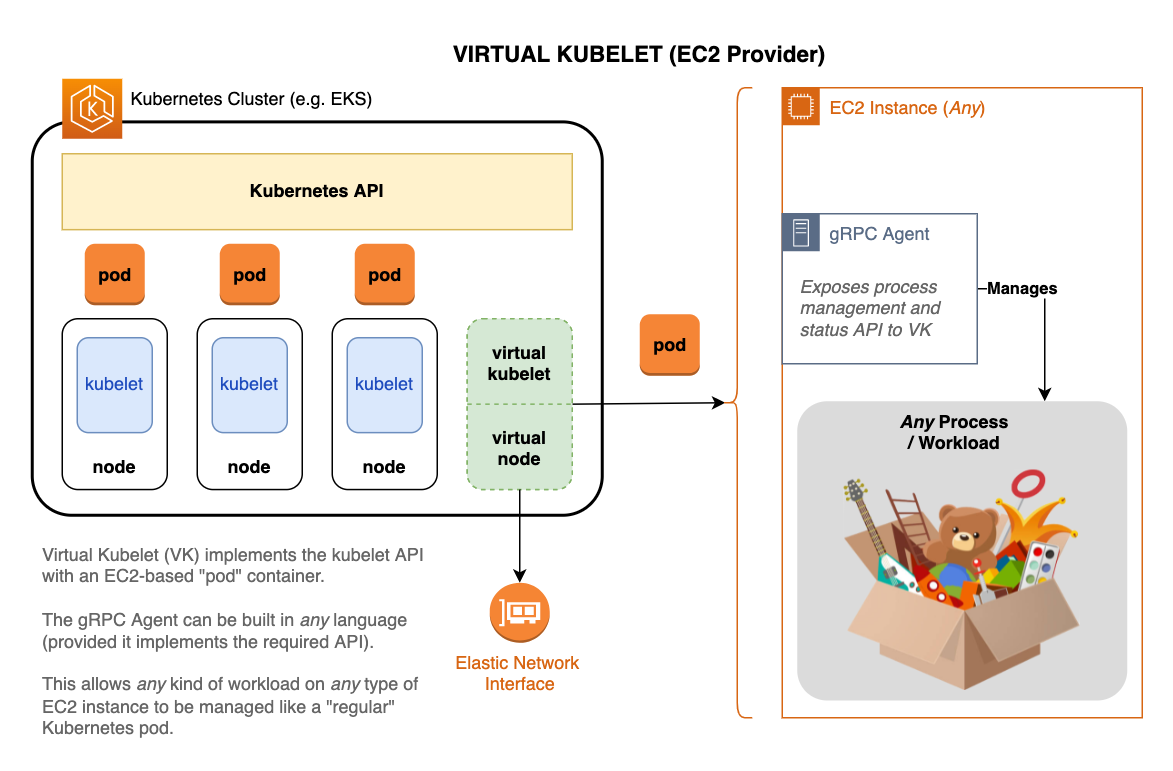 VIRTUAL KUBELET (EC2 Provider)
Kubernetes Cluster (e.g. EKS)
K
Kubernetes API
pod
pod
pod
kubelet
kubelet
kubelet
node
node
node
virtual
kubelet
virtual
node
pod
Elastic Network
Interface
EC2 Instance (Any)
gRPC Agent
Exposes process
management and
status API to VK
Manages
Any Process
/ Workload
Virtual Kubelet (VK) implements the kubelet API
with an EC2-based "pod" container.
The gRPC Agent can be built in any language
(provided it implements the required API).
This allows any kind of workload on any type of
EC2 instance to be managed like a "regular"
Kubernetes pod.